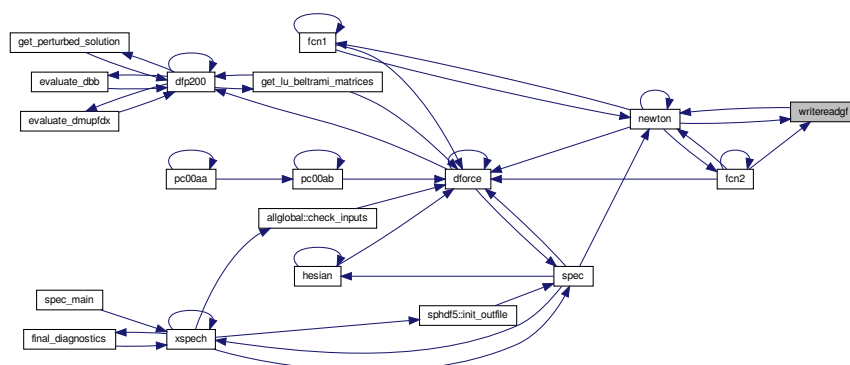 get_perturbed_solution
fcn1
evaluate_dbb
dfp200
get_lu_beltrami_matrices
evaluate_dmupfdx
newton
writereadgf
pc00aa
pc00ab
dforce
fcn2
allglobal::check_inputs
hesian
spec
spec_main
sphdf5::init_outfile
final_diagnostics
xspech